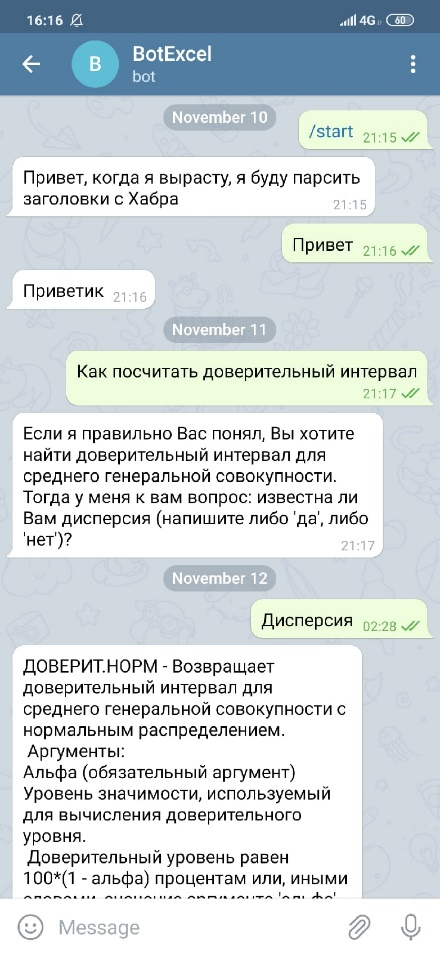 16:16 4G 60
B BotExcel
bot
November 10
/start 21:15
Привет, когда я вырасту, я буду парсить
заголовки с Хабра
21:15
Привет 21:16
Приветик 21:16
November 11
Как посчитать доверительный интервал
21:17
Если я правильно Вас понял, Вы хотите
найти доверительный интервал для
среднего генеральной совокупности.
Тогда у меня к вам вопрос: известна ли
Вам дисперсия (напишите либо 'да', либо
'нет')?
21:17
November 12
Дисперсия 02:28
ДОВЕРИТ.НОРМ - Возвращает
доверительный интервал для
среднего генеральной совокупности с
нормальным распределением.
Аргументы:
Альфа (обязательный аргумент)
Уровень значимости, используемый
для вычисления доверительного
уровня.
Доверительный уровень равен
100*(1 - альфа) процентам или, иными
словами, значение аргумента 'альфа'
Message